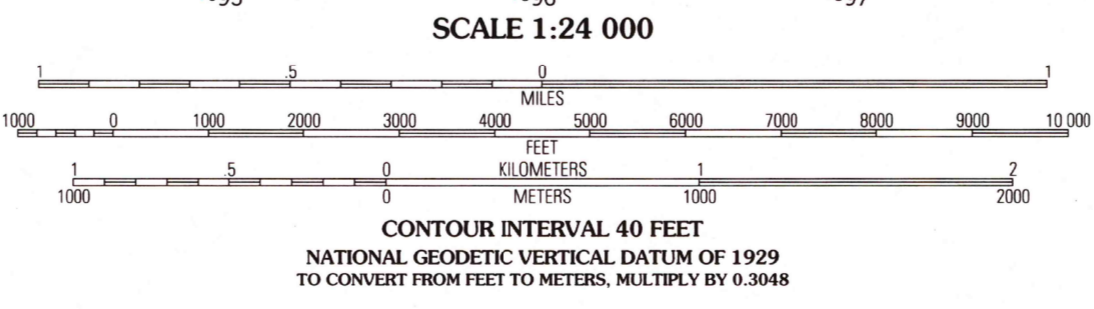 SCALE 1:24 000
1 .5 0 1
MILES
1000 0 1000 2000 3000 4000 5000 6000 7000 8000 9000 10 000
FEET
1 .5 0 KILOMETERS 1 2
1000 0 METERS 1000 2000
CONTOUR INTERVAL 40 FEET
NATIONAL GEODETIC VERTICAL DATUM OF 1929
TO CONVERT FROM FEET TO METERS, MULTIPLY BY 0.3048